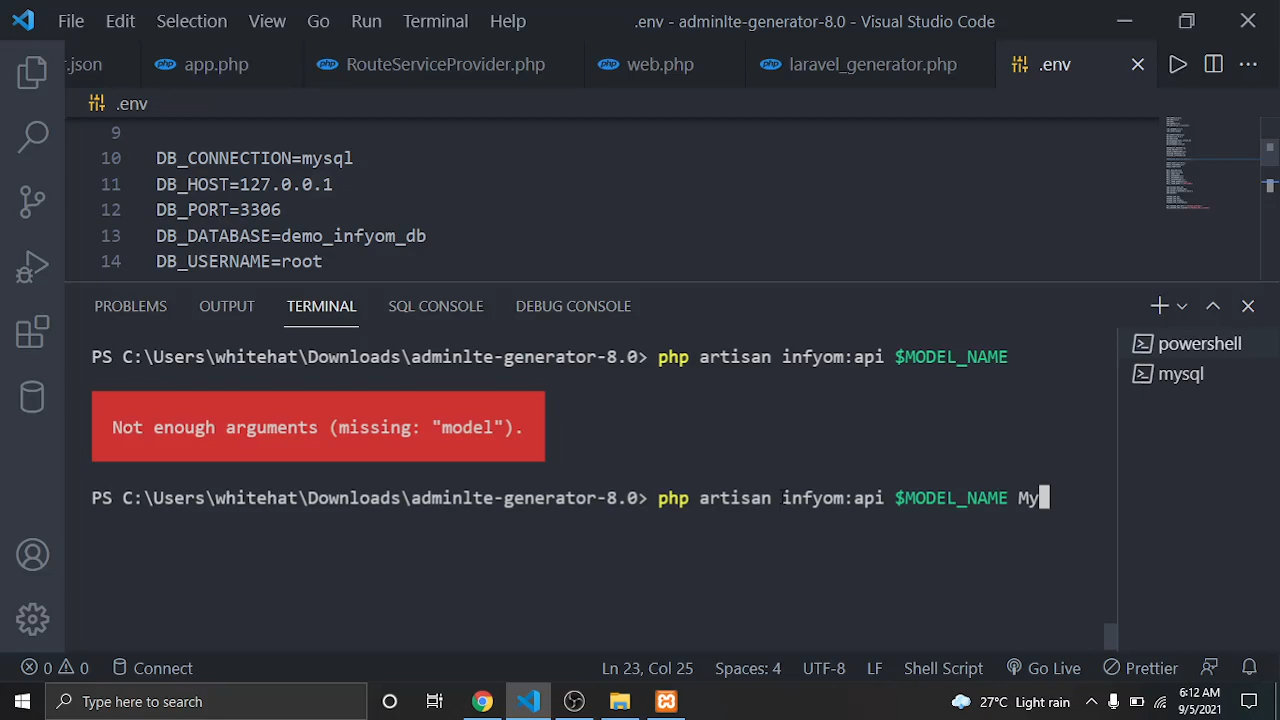 File Edit Selection View Go Run Terminal Help .env - adminlte-generator-8.0 - Visual Studio Code
r.json php app.php php RouteServiceProvider.php php web.php php laravel_generator.php .env
.env
9
10 DB_CONNECTION=mysql
11 DB_HOST=127.0.0.1
12 DB_PORT=3306
13 DB_DATABASE=demo_infyom_db
14 DB_USERNAME=root
PROBLEMS OUTPUT TERMINAL SQL CONSOLE DEBUG CONSOLE
PS C:\Users\whitehat\Downloads\adminlte-generator-8.0> php artisan infyom:api $MODEL_NAME
powershell
mysql
Not enough arguments (missing: "model").
PS C:\Users\whitehat\Downloads\adminlte-generator-8.0> php artisan infyom:api $MODEL_NAME My
0 0 Connect Ln 23, Col 25 Spaces: 4 UTF-8 LF Shell Script Go Live Prettier
Type here to search 27°C Light rain 6:12 AM
9/5/2021